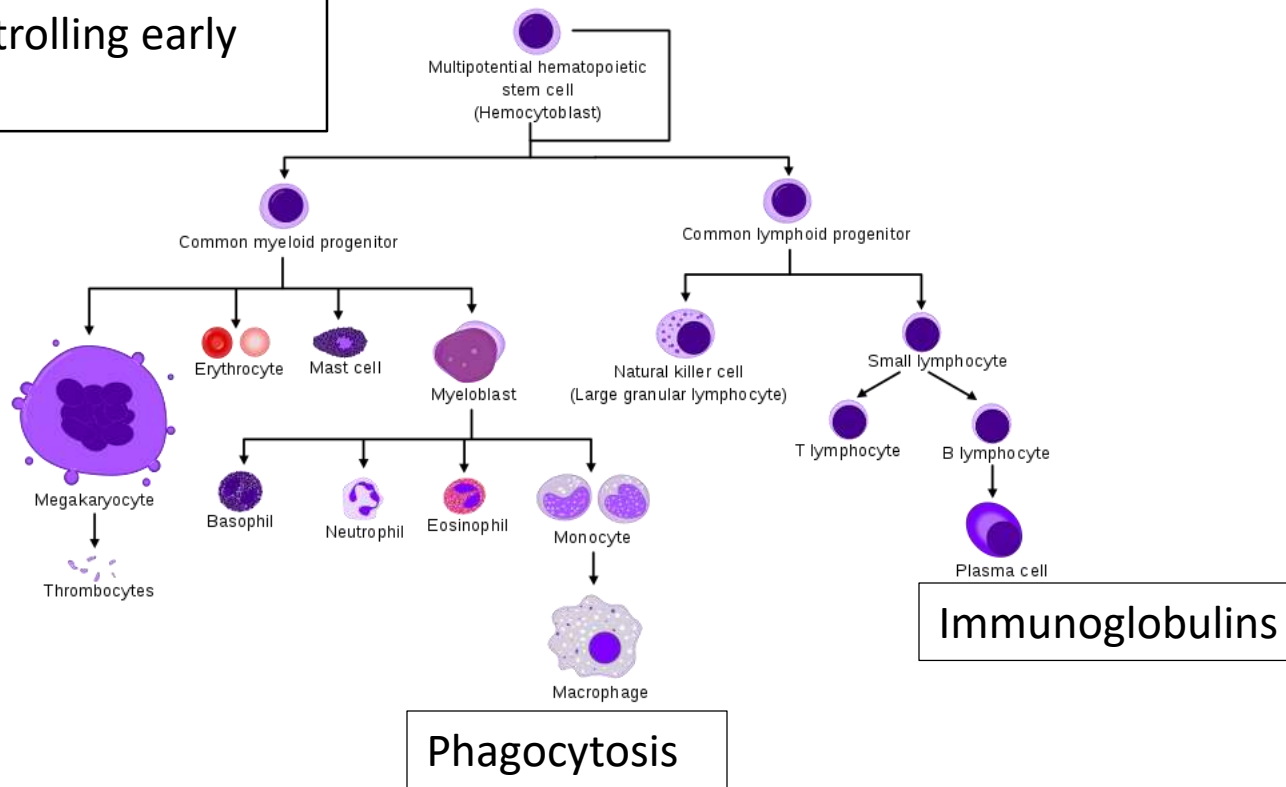 trolling early
Multipotential hematopoietic
stem cell
(Hemocytoblast)
Common myeloid progenitor
Common lymphoid progenitor
Erythrocyte
Mast cell
Myeloblast
Natural killer cell
(Large granular lymphocyte)
Small lymphocyte
T lymphocyte
B lymphocyte
Megakaryocyte
Basophil
Neutrophil
Eosinophil
Monocyte
Thrombocytes
Plasma cell
Immunoglobulins
Macrophage
Phagocytosis